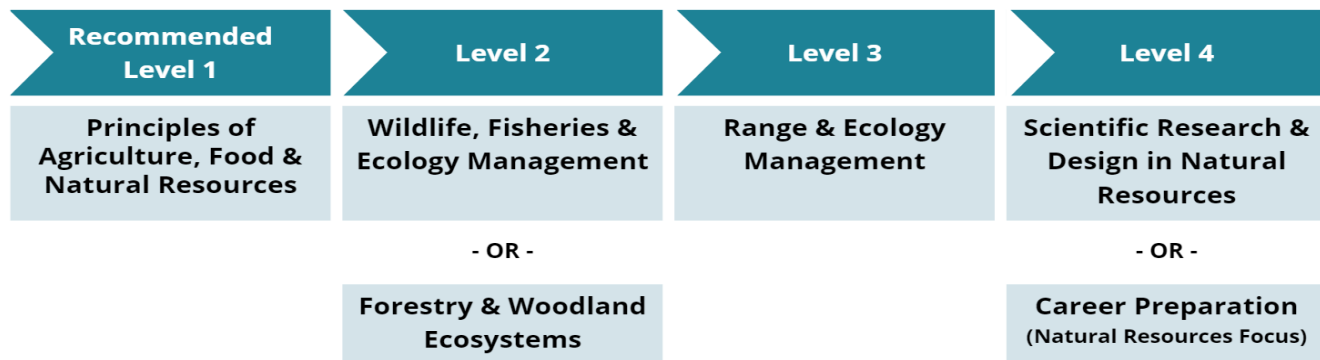 Recommended
Level 1
Level 2
Level 3
Level 4
Principles of
Agriculture, Food &
Natural Resources
Wildlife, Fisheries &
Ecology Management
Range & Ecology
Management
Scientific Research &
Design in Natural
Resources
- OR -
- OR -
Forestry & Woodland
Ecosystems
Career Preparation
(Natural Resources Focus)